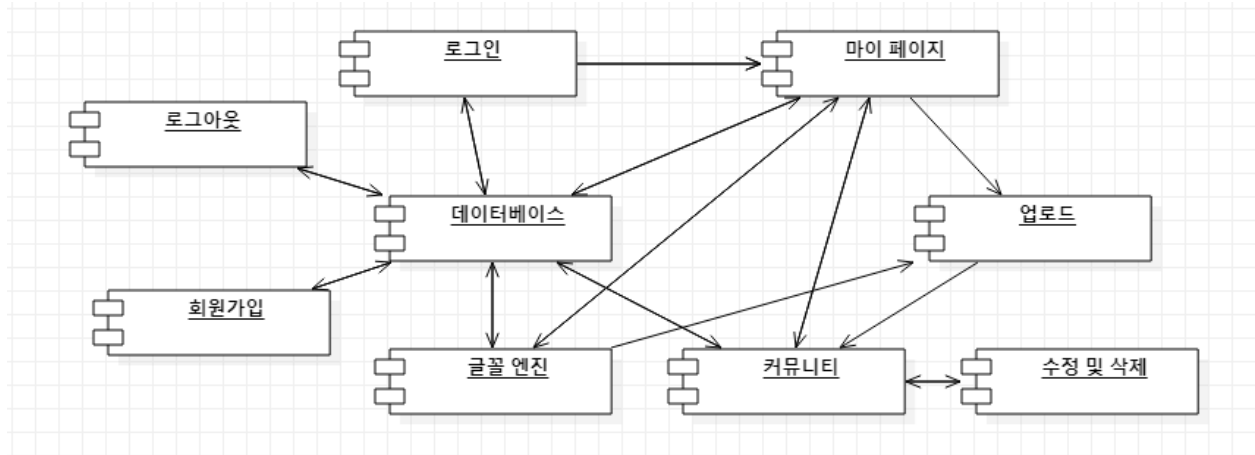 로그인
마이 페이지
로그아웃
데이터베이스
업로드
회원가입
글꼴 엔진
커뮤니티
수정 및 삭제